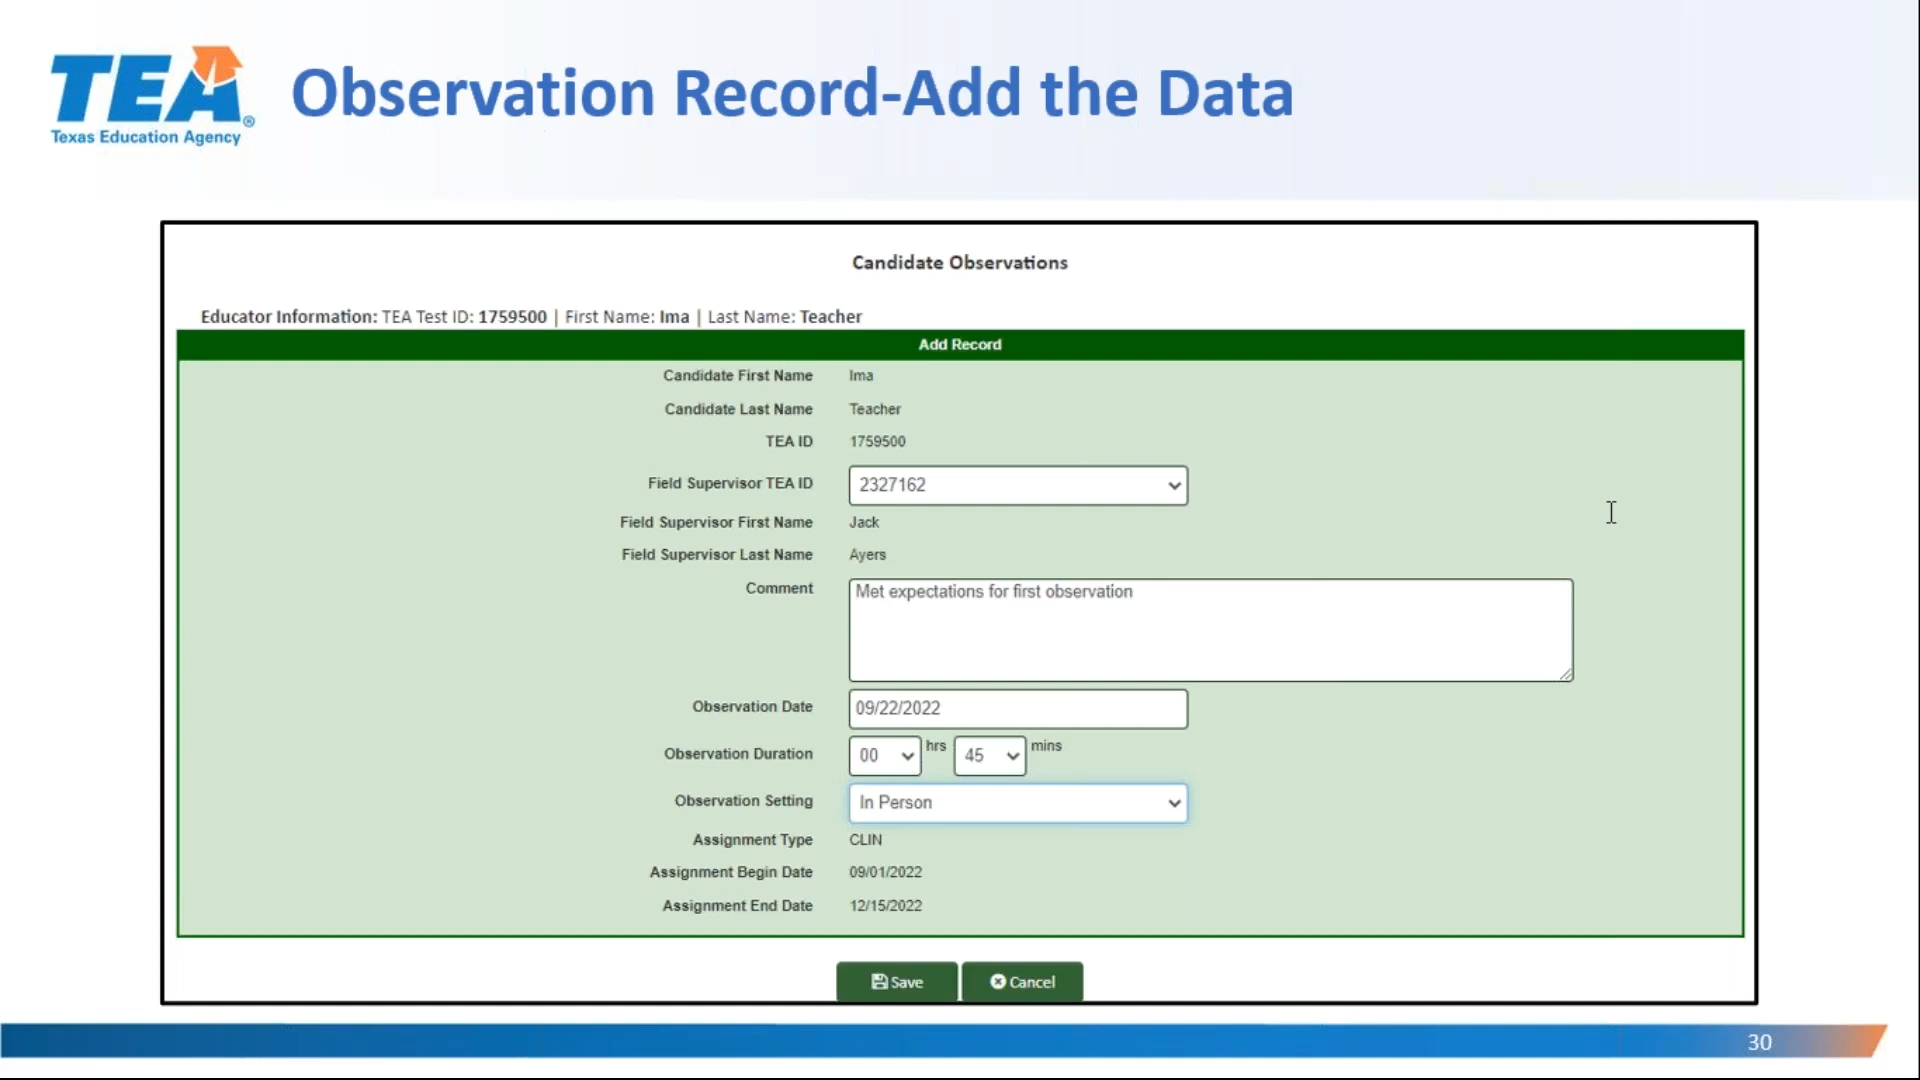 TEA®
Texas Education Agency
Observation Record-Add the Data
Candidate Observations
Educator Information: TEA Test ID: 1759500 | First Name: Ima | Last Name: Teacher
Add Record
Candidate First Name Ima
Candidate Last Name Teacher
TEA ID 1759500
Field Supervisor TEA ID 2327162
Field Supervisor First Name Jack
Field Supervisor Last Name Ayers
Comment Met expectations for first observation
Observation Date 09/22/2022
Observation Duration 00 hrs 45 mins
Observation Setting In Person
Assignment Type CLIN
Assignment Begin Date 09/01/2022
Assignment End Date 12/15/2022
Save Cancel
30